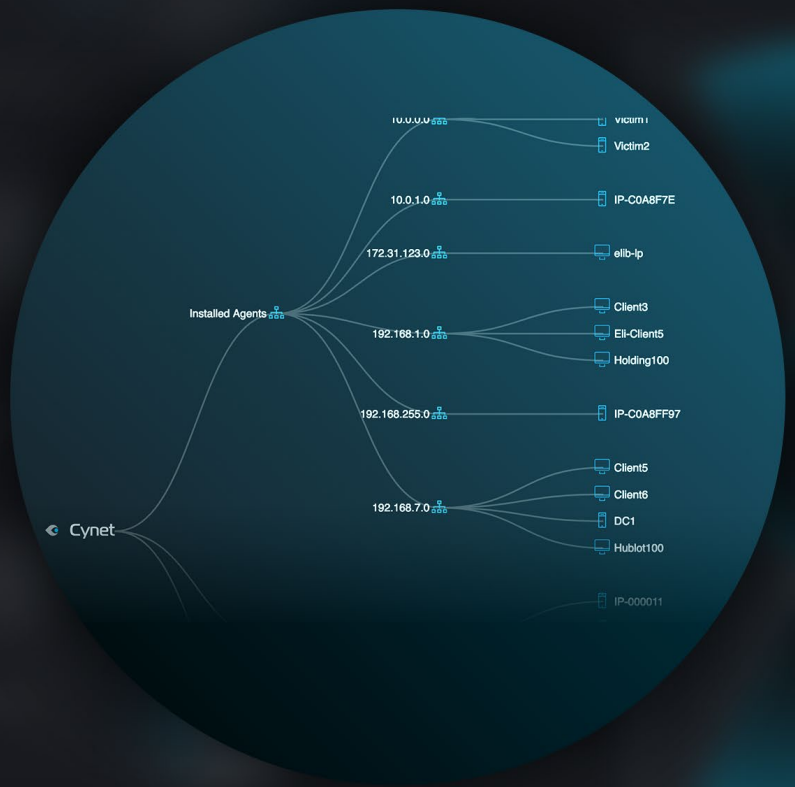 10.0.0.0
Victim1
Victim2
10.0.1.0
IP-C0A8F7E
172.31.123.0
elib-lp
Installed Agents
192.168.1.0
Client3
Eli-Client5
Holding100
192.168.255.0
IP-C0A8FF97
192.168.7.0
Client5
Client6
DC1
Hublot100
Cynet
IP-000011